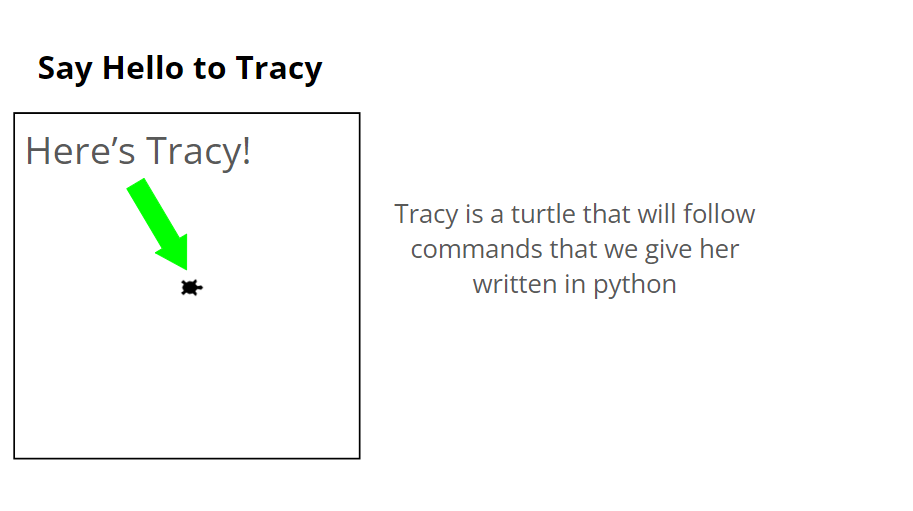 Say Hello to Tracy
Here’s Tracy!
Tracy is a turtle that will follow
commands that we give her
written in python